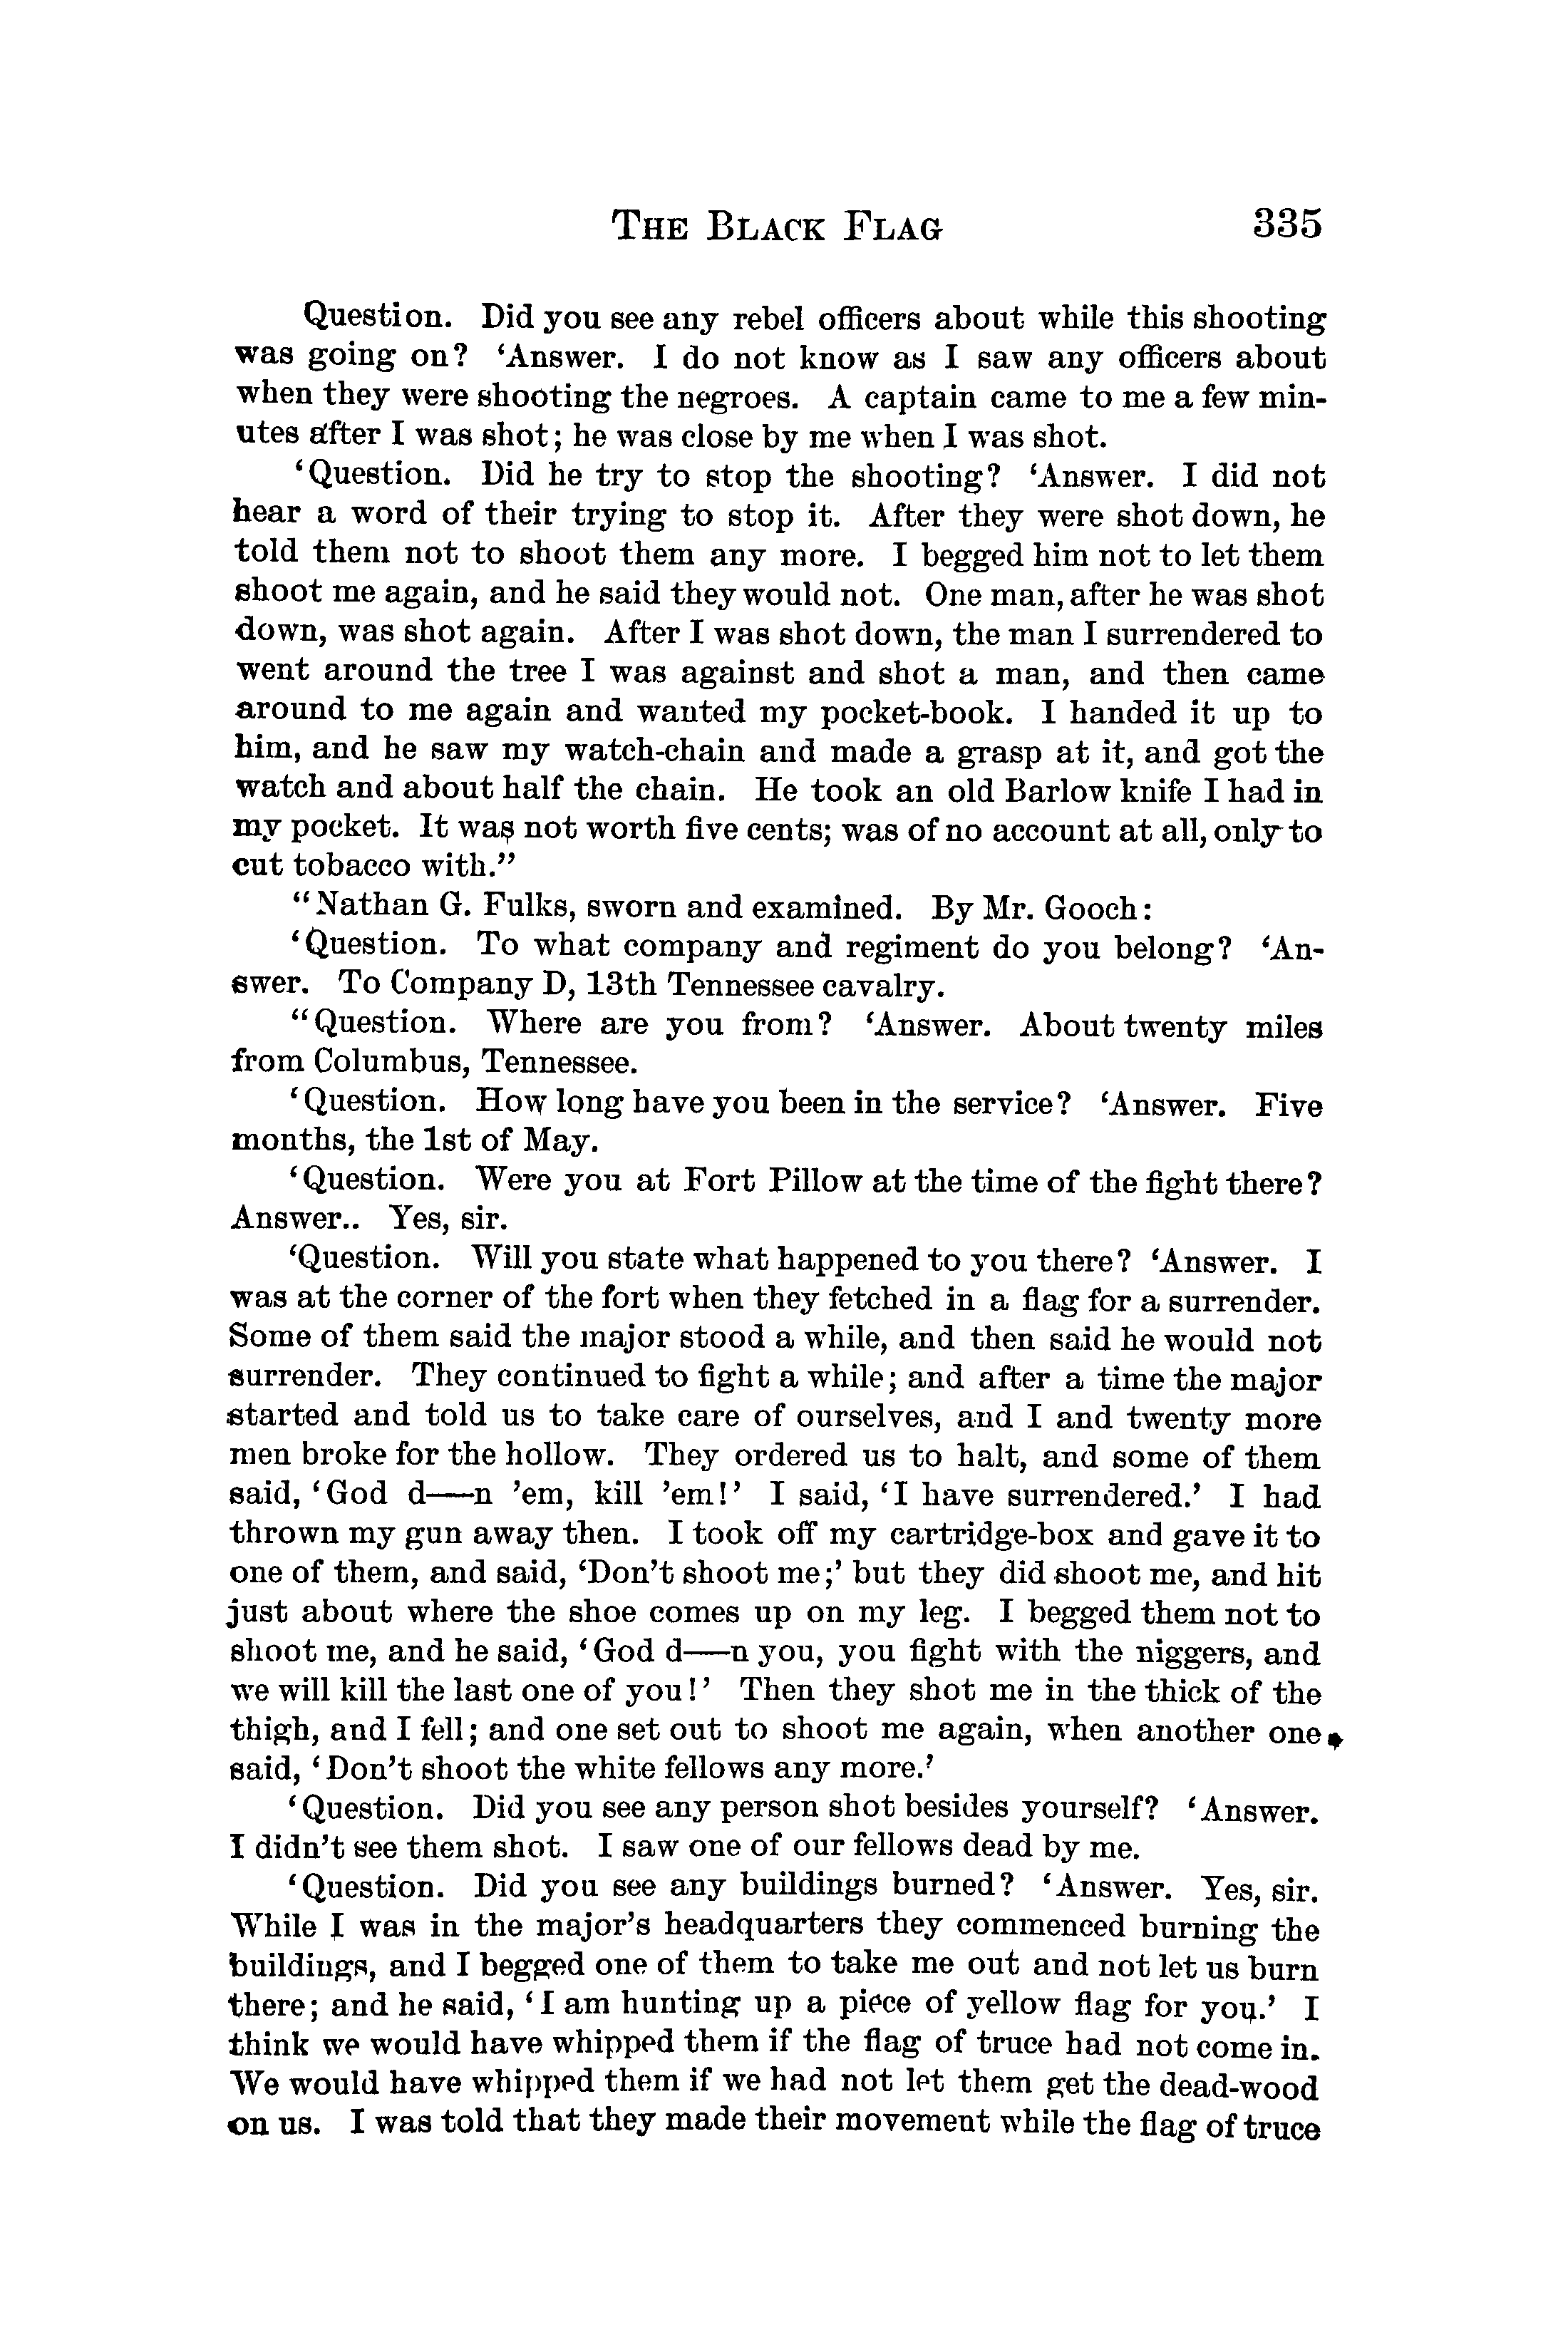 THE BLACK FLAG 335
Question. Did you see any rebel officers about while this shooting
was going on? ‘Answer. I do not know as I saw any officers about
when they were shooting the negroes. A captain came to me a few min-
utes after I was shot; he was close by me when I was shot.
‘Question. Did he try to stop the shooting? ‘Answer. I did not
hear a word of their trying to stop it. After they were shot down, he
told them not to shoot them any more. I begged him not to let them
shoot me again, and he said they would not. One man, after he was shot
down, was shot again. After I was shot down, the man I surrendered to
went around the tree I was against and shot a man, and then came
around to me again and wanted my pocket-book. I handed it up to
him, and he saw my watch-chain and made a grasp at it, and got the
watch and about half the chain. He took an old Barlow knife I had in
my pocket. It was not worth five cents; was of no account at all, only to
cut tobacco with.”
“Nathan G. Fulks, sworn and examined. By Mr. Gooch:
‘Question. To what company and regiment do you belong? ‘An-
swer. To Company D, 13th Tennessee cavalry.
“Question. Where are you from? ‘Answer. About twenty miles
from Columbus, Tennessee.
‘Question. How long have you been in the service? ‘Answer. Five
months, the 1st of May.
‘Question. Were you at Fort Pillow at the time of the fight there?
Answer.. Yes, sir.
‘Question. Will you state what happened to you there? ‘Answer. I
was at the corner of the fort when they fetched in a flag for a surrender.
Some of them said the major stood a while, and then said he would not
surrender. They continued to fight a while; and after a time the major
started and told us to take care of ourselves, and I and twenty more
men broke for the hollow. They ordered us to halt, and some of them
said, ‘God d——n ’em, kill ’em!’ I said, ‘I have surrendered.’ I had
thrown my gun away then. I took off my cartridge-box and gave it to
one of them, and said, ‘Don’t shoot me;’ but they did shoot me, and hit
just about where the shoe comes up on my leg. I begged them not to
shoot me, and he said, ‘God d——n you, you fight with the niggers, and
we will kill the last one of you!’ Then they shot me in the thick of the
thigh, and I fell; and one set out to shoot me again, when another one
said, ‘Don’t shoot the white fellows any more.’
‘Question. Did you see any person shot besides yourself? ‘Answer.
I didn’t see them shot. I saw one of our fellows dead by me.
‘Question. Did you see any buildings burned? ‘Answer. Yes, sir.
While I was in the major’s headquarters they commenced burning the
buildings, and I begged one of them to take me out and not let us burn
there; and he said, ‘I am hunting up a piece of yellow flag for you.’ I
think we would have whipped them if the flag of truce had not come in.
We would have whipped them if we had not let them get the dead-wood
on us. I was told that they made their movement while the flag of truce